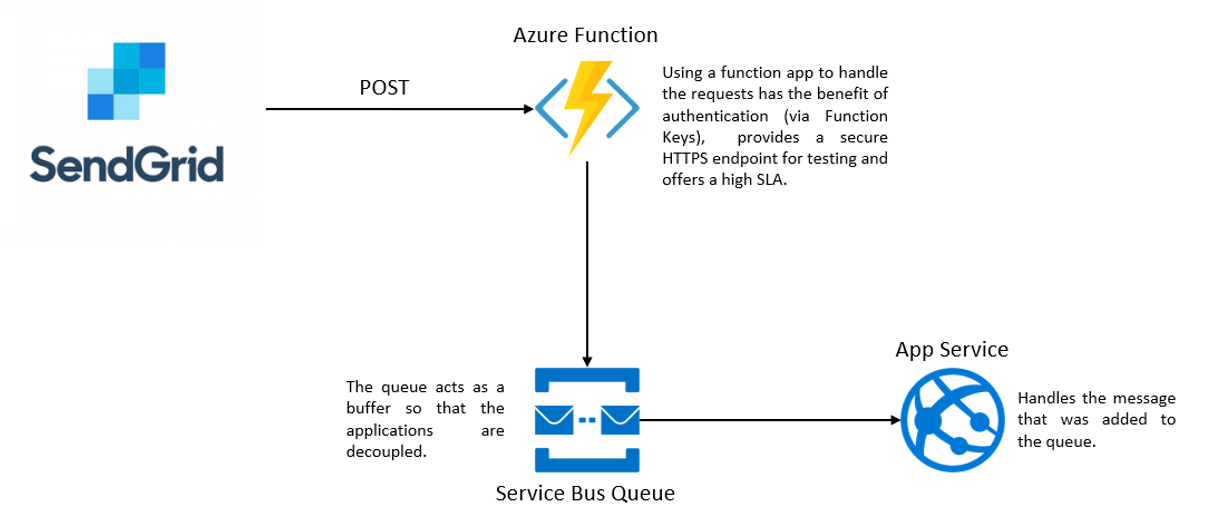 Azure Function
POST
Using a function app to handle
the requests has the benefit of
authentication (via Function
Keys), provides a secure
HTTPS endpoint for testing and
offers a high SLA.
SendGrid
App Service
The queue acts as a
buffer so that the
applications are
decoupled.
Handles the message
that was added to
the queue.
Service Bus Queue